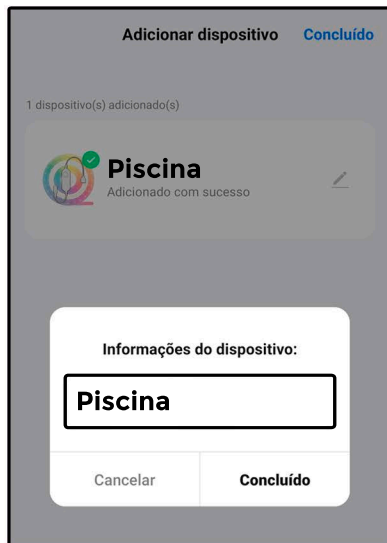 Adicionar dispositivo Concluído
1 dispositivo(s) adicionado(s)
Piscina
Adicionado com sucesso
Informações do dispositivo:
Piscina
Cancelar Concluído